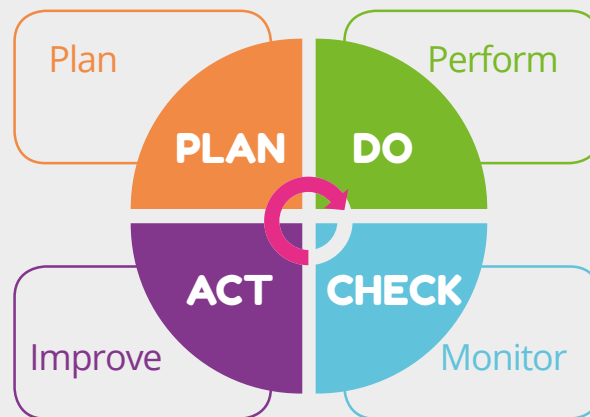 Plan
Perform
PLAN
DO
ACT
CHECK
Improve
Monitor